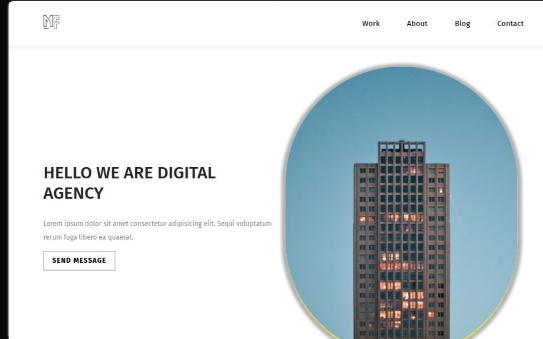 MF
Work
About
Blog
Contact
HELLO WE ARE DIGITAL
AGENCY
Lorem ipsum dolor sit amet consectetur adipisicing elit. Sequi voluptatum
rerum fuga libero ea quaerat.
SEND MESSAGE